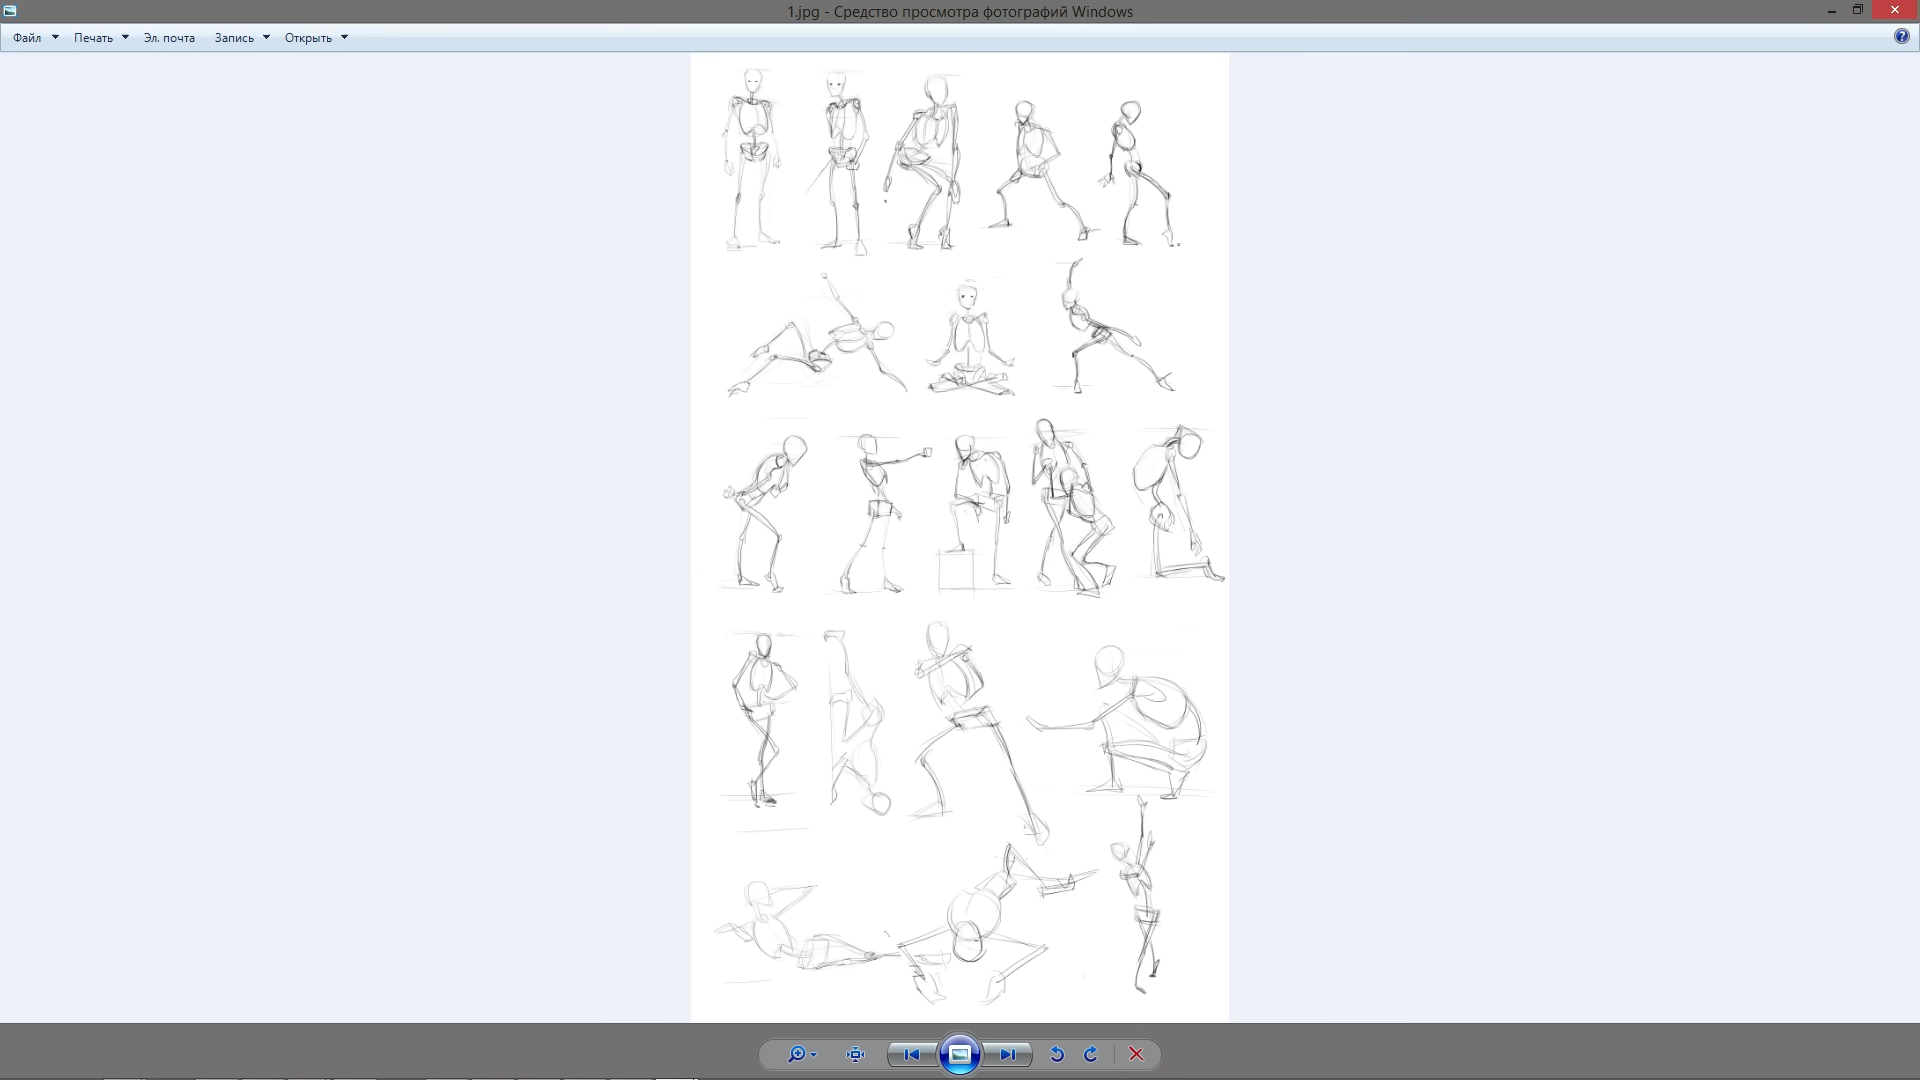 1.jpg - Средство просмотра фотографий Windows
Файл Печать Эл. почта Запись Открыть ?